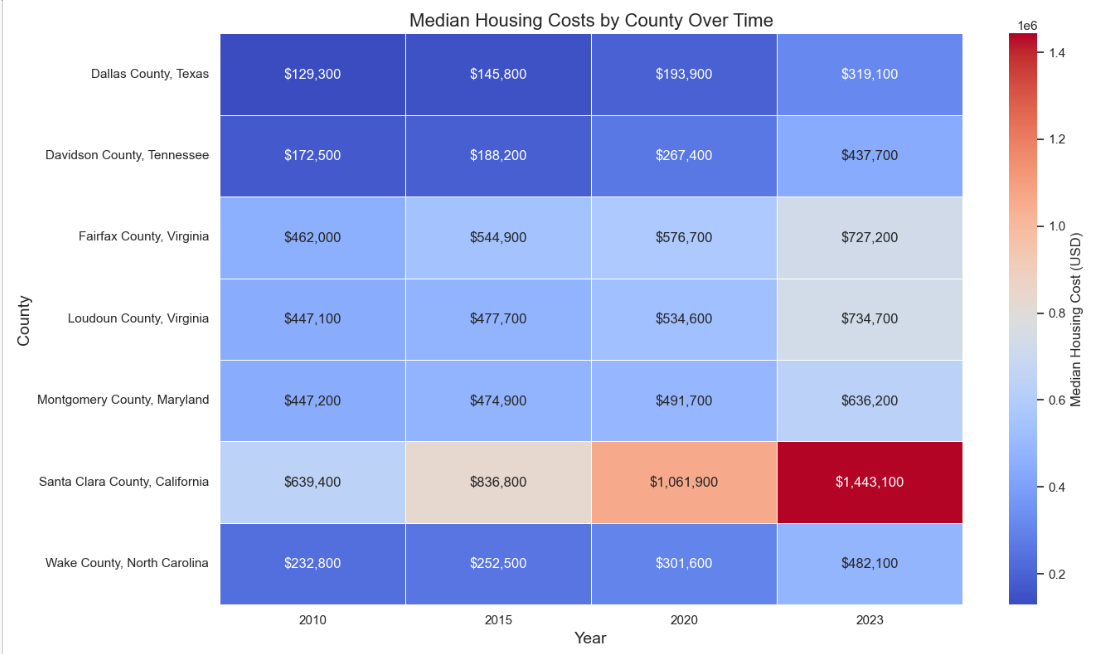 Median Housing Costs by County Over Time
1e6
Dallas County, Texas $129,300 $145,800 $193,900 $319,100
Davidson County, Tennessee $172,500 $188,200 $267,400 $437,700
Fairfax County, Virginia $462,000 $544,900 $576,700 $727,200
Loudoun County, Virginia $447,100 $477,700 $534,600 $734,700
Montgomery County, Maryland $447,200 $474,900 $491,700 $636,200
Santa Clara County, California $639,400 $836,800 $1,061,900 $1,443,100
Wake County, North Carolina $232,800 $252,500 $301,600 $482,100
2010 2015 2020 2023
Year
County
1.4
1.2
1.0
0.8
0.6
0.4
0.2
Median Housing Cost (USD)